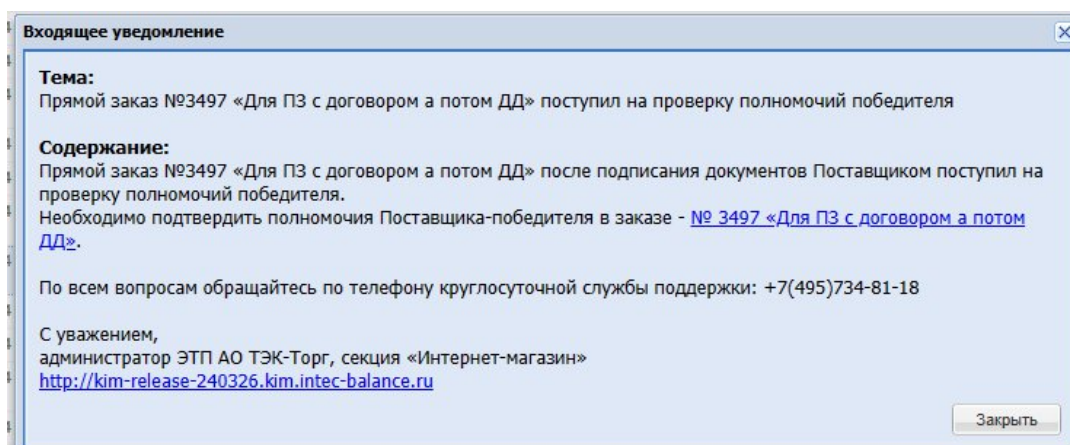 Входящее уведомление
Тема:
Прямой заказ №3497 «Для ПЗ с договором а потом ДД» поступил на проверку полномочий победителя
Содержание:
Прямой заказ №3497 «Для ПЗ с договором а потом ДД» после подписания документов Поставщиком поступил на
проверку полномочий победителя.
Необходимо подтвердить полномочия Поставщика-победителя в заказе - № 3497 «Для ПЗ с договором а потом
ДД».
По всем вопросам обращайтесь по телефону круглосуточной службы поддержки: +7(495)734-81-18
С уважением,
администратор ЭТП АО ТЭК-Торг, секция «Интернет-магазин»
http://kim-release-240326.kim.intec-balance.ru
Закрыть